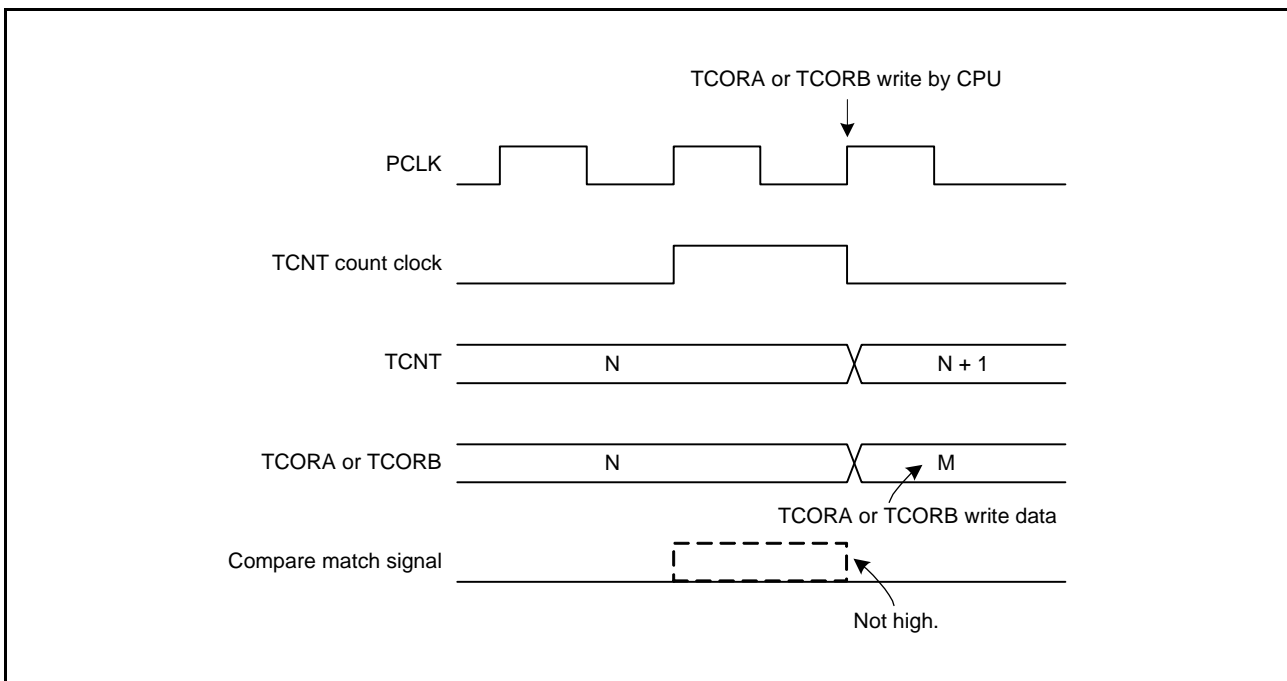 TCORA or TCORB write by CPU
PCLK
TCNT count clock
TCNT
N
N + 1
TCORA or TCORB
N
M
TCORA or TCORB write data
Compare match signal
Not high.